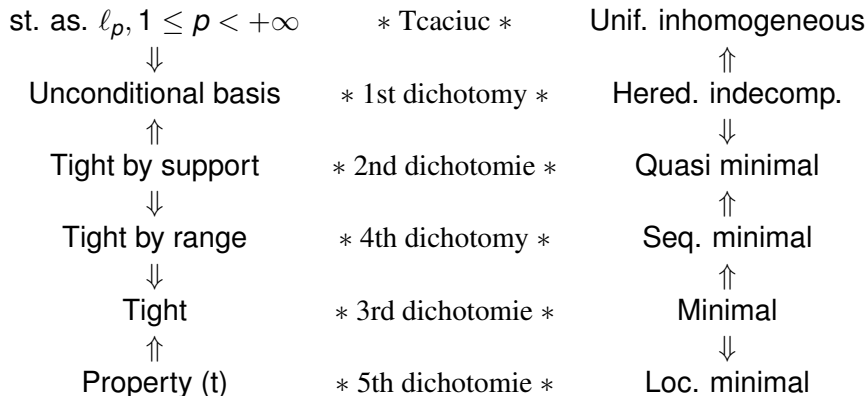 st. as. ℓp, 1 ≤ p < +∞ ∗ Tcaciuc ∗ Unif. inhomogeneous
⇓ ⇑
Unconditional basis ∗ 1st dichotomy ∗ Hered. indecomp.
⇑ ⇓
Tight by support ∗ 2nd dichotomie ∗ Quasi minimal
⇓ ⇑
Tight by range ∗ 4th dichotomy ∗ Seq. minimal
⇓ ⇑
Tight ∗ 3rd dichotomie ∗ Minimal
⇑ ⇓
Property (t) ∗ 5th dichotomie ∗ Loc. minimal